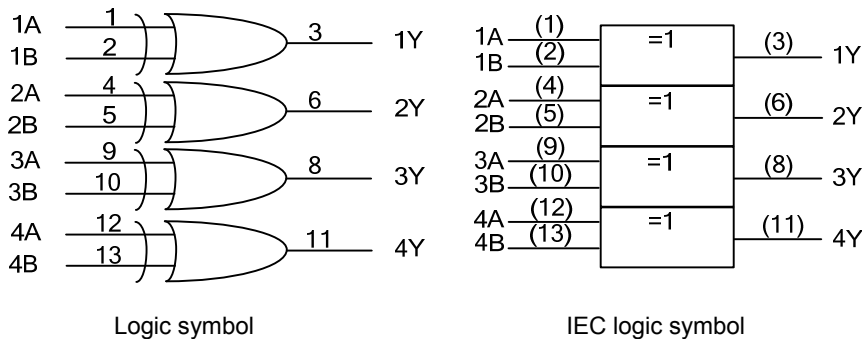 1A 1 3 1Y
1B 2
2A 4 6 2Y
2B 5
3A 9 8 3Y
3B 10
4A 12 11 4Y
4B 13
Logic symbol
1A (1) =1 (3) 1Y
1B (2)
2A (4) =1 (6) 2Y
2B (5)
3A (9) =1 (8) 3Y
3B (10)
4A (12) =1 (11) 4Y
4B (13)
IEC logic symbol